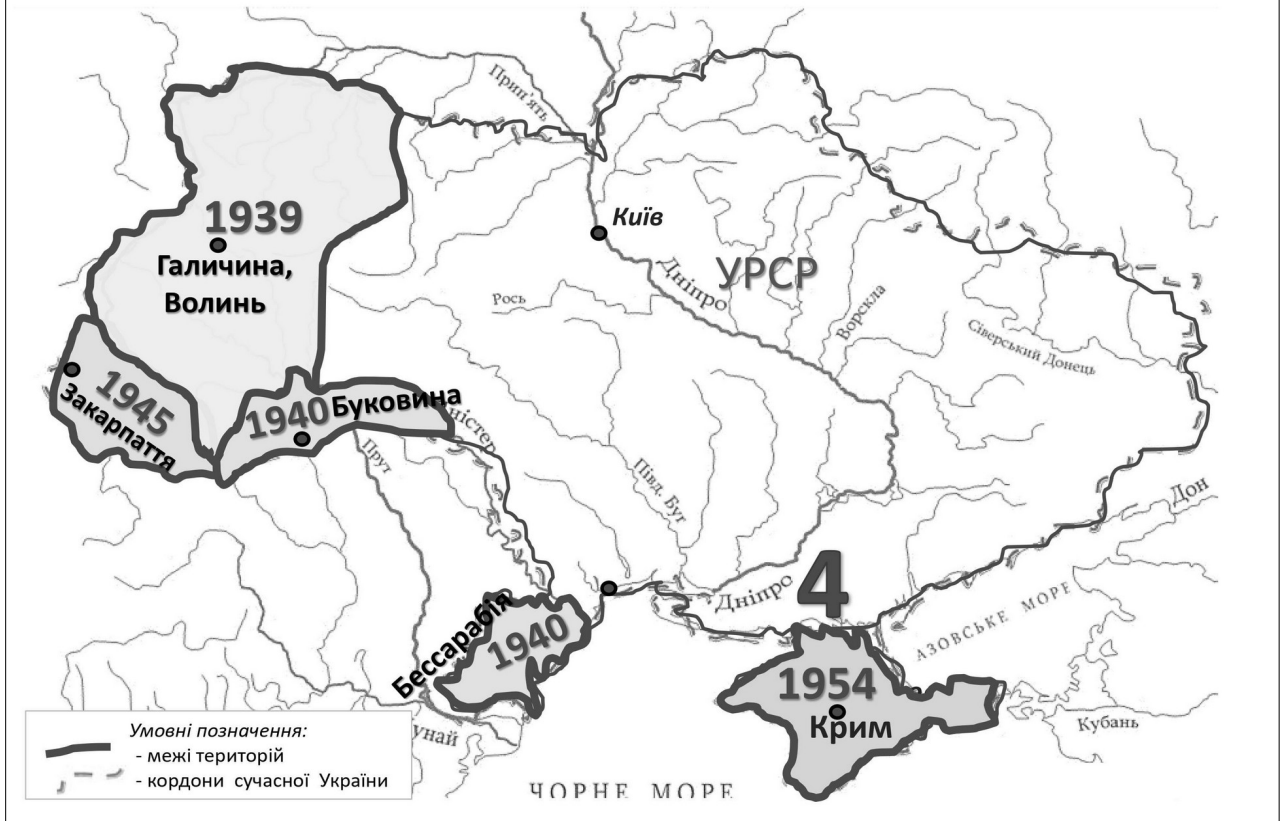 Прип'ять
1939
Галичина,
Волинь
Київ
УРСР
Дніпро
Рось
Ворскла
Сіверський Донець
1945
Закарпаття
1940
Буковина
ністер
Прут
Півд. Буг
Дон
4
Дніпро
АЗОВСЬКЕ МОРЕ
Бессарабія
1940
1954
Крим
Кубань
унай
ЧОРНЕ МОРЕ
Умовні позначення:
- межі територій
- кордони сучасної України